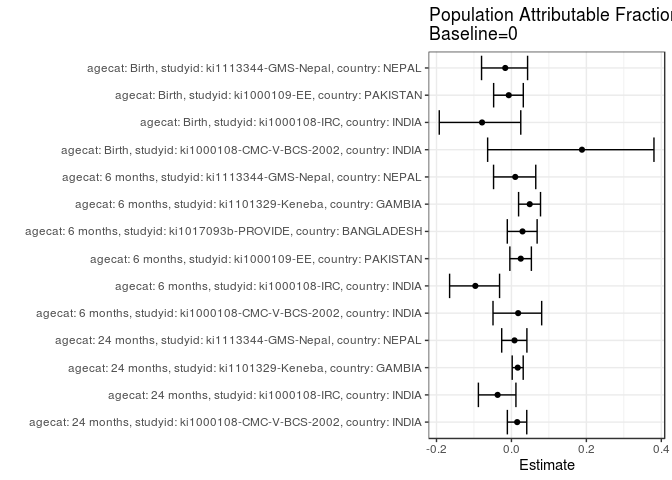 Population Attributable Fractio
Baseline=0
agecat: Birth, studyid: ki1113344-GMS-Nepal, country: NEPAL
agecat: Birth, studyid: ki1000109-EE, country: PAKISTAN
agecat: Birth, studyid: ki1000108-IRC, country: INDIA
agecat: Birth, studyid: ki1000108-CMC-V-BCS-2002, country: INDIA
agecat: 6 months, studyid: ki1113344-GMS-Nepal, country: NEPAL
agecat: 6 months, studyid: ki1101329-Keneba, country: GAMBIA
agecat: 6 months, studyid: ki1017093b-PROVIDE, country: BANGLADESH
agecat: 6 months, studyid: ki1000109-EE, country: PAKISTAN
agecat: 6 months, studyid: ki1000108-IRC, country: INDIA
agecat: 6 months, studyid: ki1000108-CMC-V-BCS-2002, country: INDIA
agecat: 24 months, studyid: ki1113344-GMS-Nepal, country: NEPAL
agecat: 24 months, studyid: ki1101329-Keneba, country: GAMBIA
agecat: 24 months, studyid: ki1000108-IRC, country: INDIA
agecat: 24 months, studyid: ki1000108-CMC-V-BCS-2002, country: INDIA
-0.2 0.0 0.2 0.4
Estimate